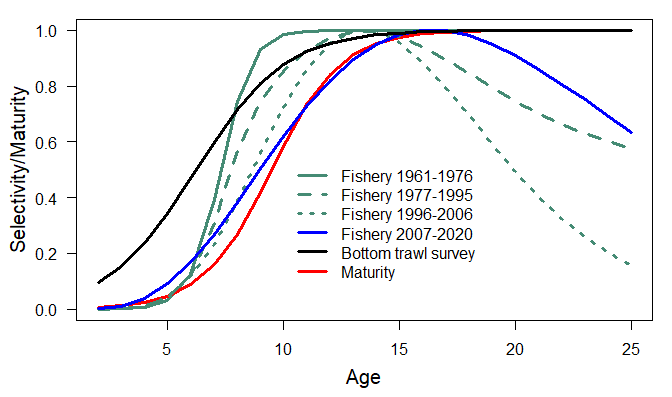 Selectivity/Maturity
1.0
0.8
0.6
0.4
0.2
0.0
Fishery 1961-1976
Fishery 1977-1995
Fishery 1996-2006
Fishery 2007-2020
Bottom trawl survey
Maturity
5 10 15 20 25
Age